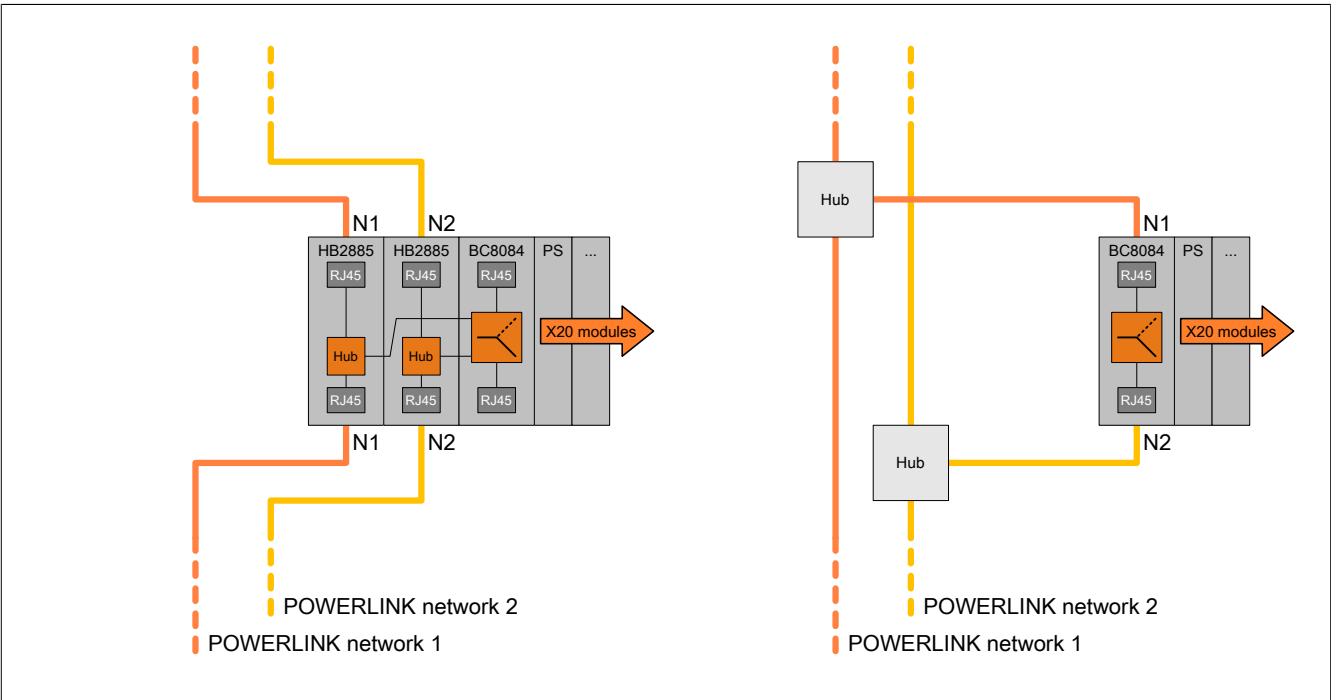 N1 N2
HB2885 HB2885 BC8084 PS ...
RJ45 RJ45 RJ45
X20 modules
Hub Hub
RJ45 RJ45 RJ45
N1 N2
POWERLINK network 2
POWERLINK network 1
Hub
N1
BC8084 PS ...
RJ45
X20 modules
RJ45
N2
Hub
POWERLINK network 2
POWERLINK network 1